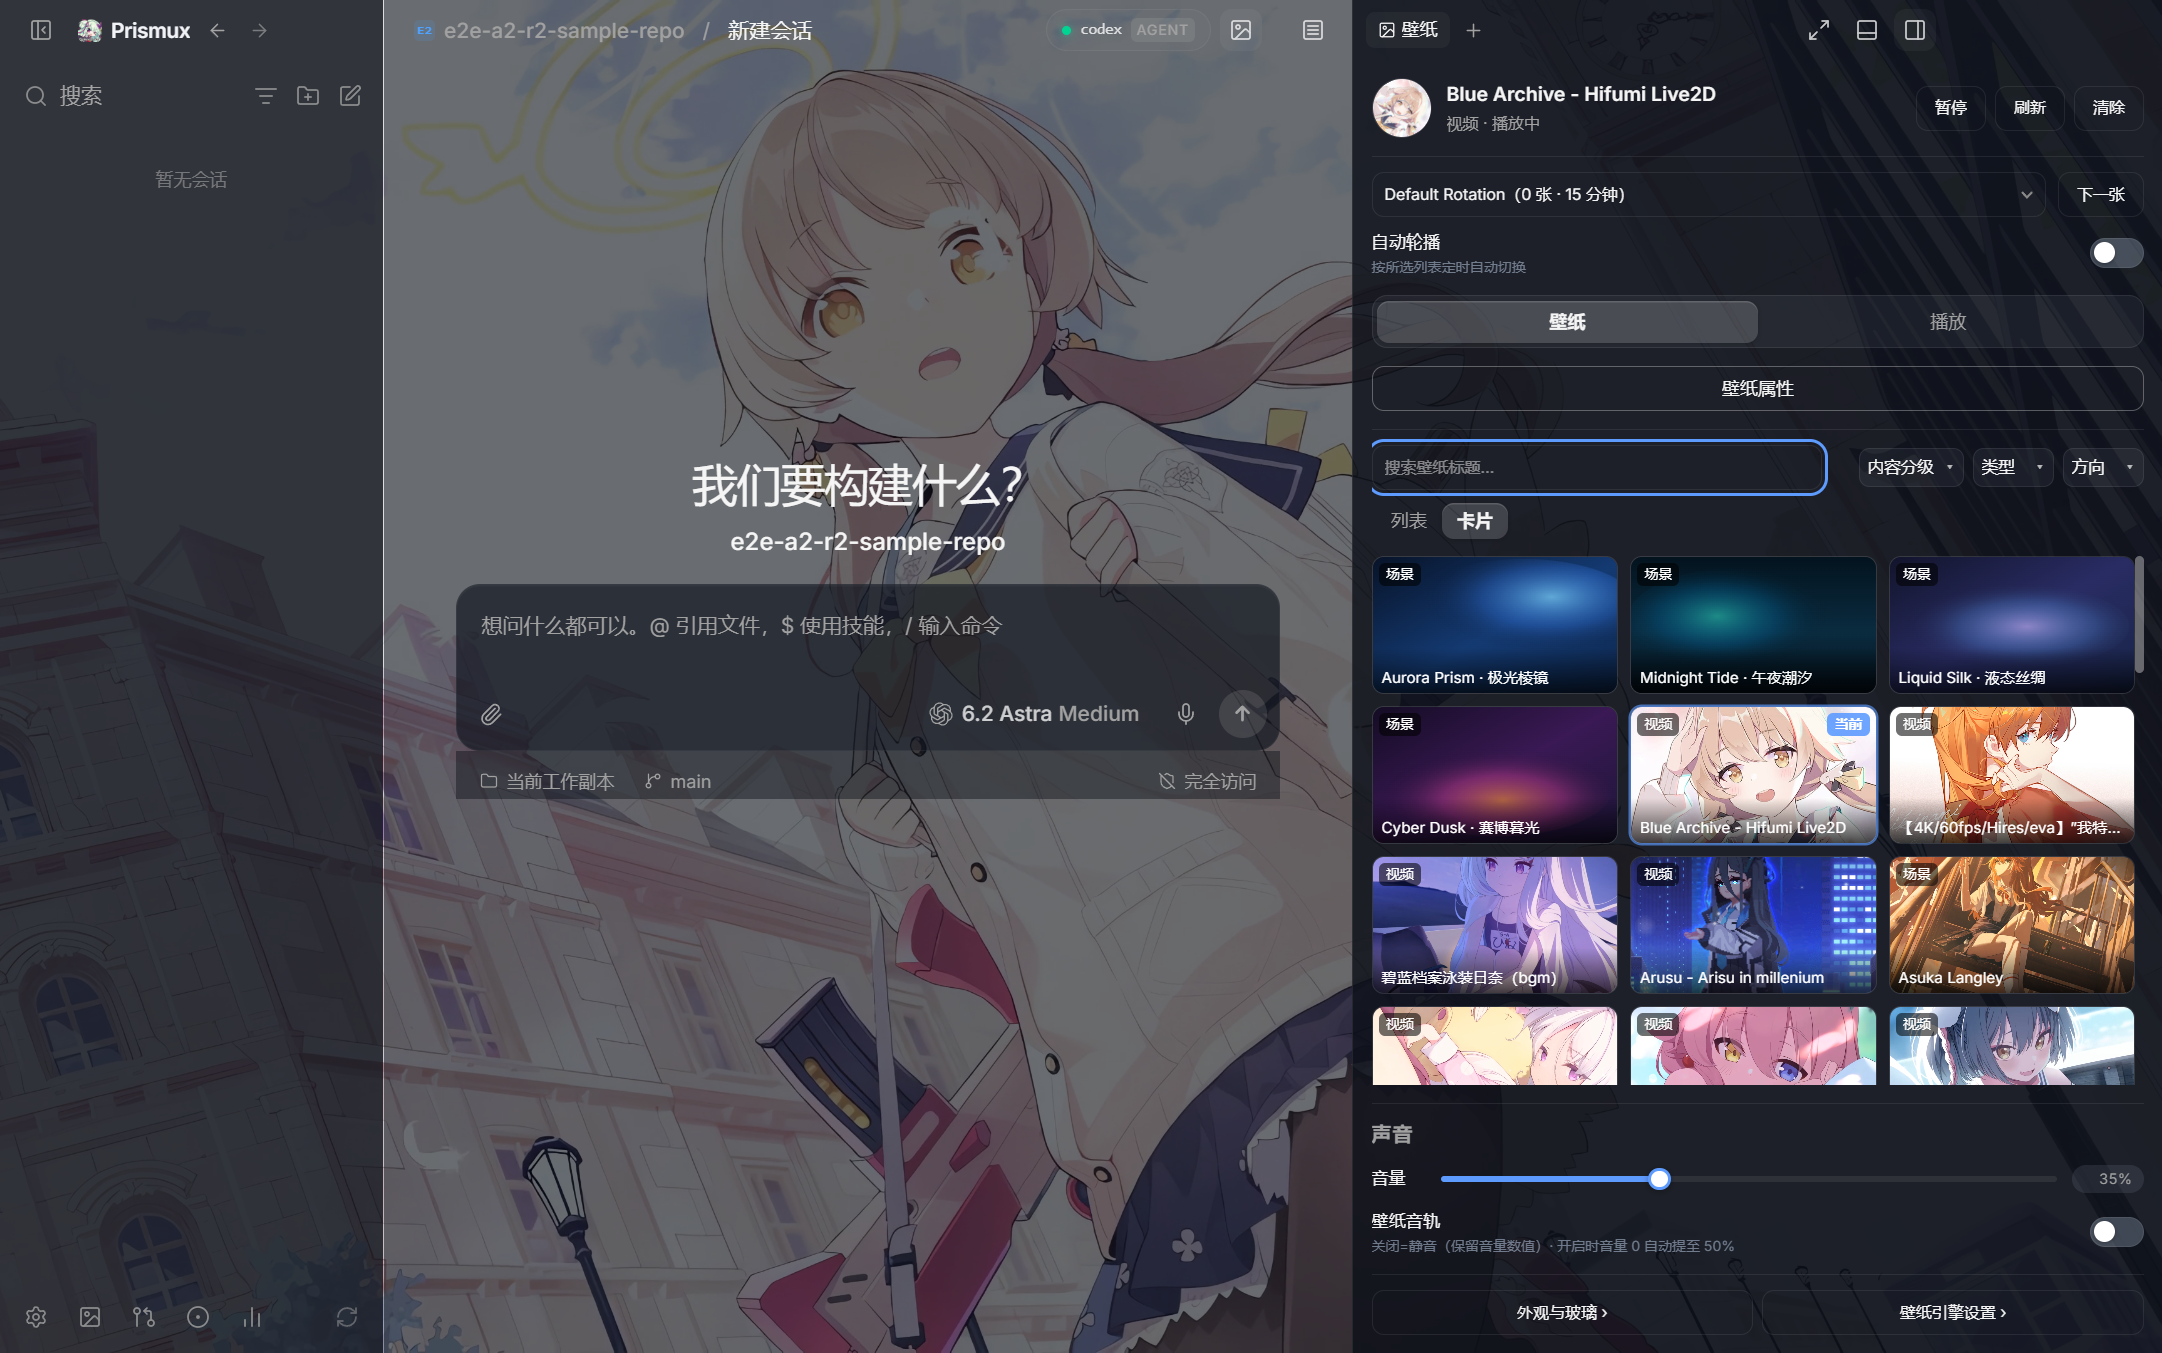 Prismux
搜索
暂无会话
E2 e2e-a2-r2-sample-repo / 新建会话
codex AGENT
我们要构建什么？
e2e-a2-r2-sample-repo
想问什么都可以。@ 引用文件，$ 使用技能，/ 输入命令
6.2 Astra Medium
当前工作副本 main
完全访问
壁纸
Blue Archive - Hifumi Live2D
视频 · 播放中
暂停 刷新 清除
Default Rotation（0 张 · 15 分钟）
下一张
自动轮播
按所选列表定时自动切换
壁纸 播放
壁纸属性
搜索壁纸标题...
内容分级 类型 方向
列表 卡片
场景
Aurora Prism · 极光棱镜
场景
Midnight Tide · 午夜潮汐
场景
Liquid Silk · 液态丝绸
场景
Cyber Dusk · 赛博暮光
视频 当前
Blue Archive - Hifumi Live2D
视频
【4K/60fps/Hires/eva】"我特...
视频
碧蓝档案泳装日奈（bgm）
视频
Arusu - Arisu in millenium
场景
Asuka Langley
视频
视频
视频
声音
音量 35%
壁纸音轨
关闭=静音（保留音量数值）· 开启时音量 0 自动提至 50%
外观与玻璃 ›
壁纸引擎设置 ›